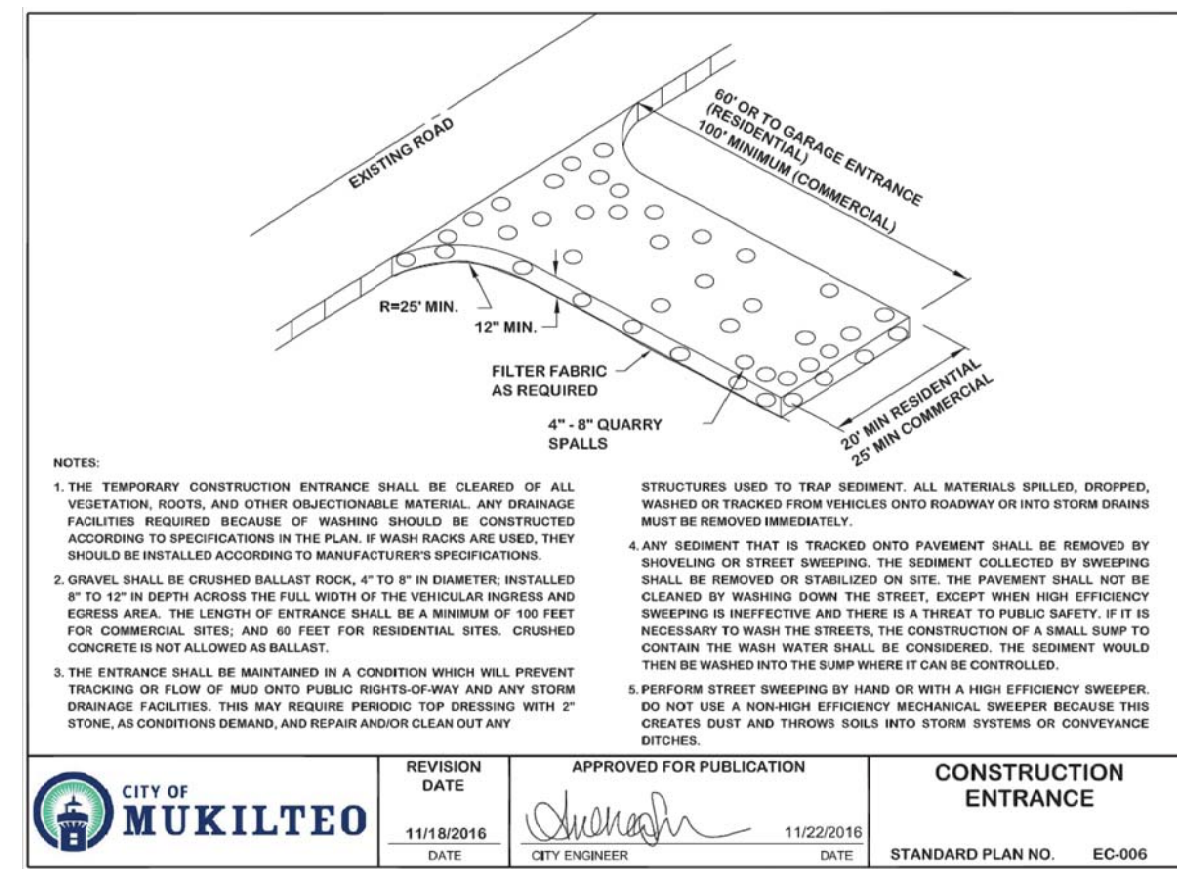 EXISTING ROAD
60' OR TO GARAGE ENTRANCE
(RESIDENTIAL)
100' MINIMUM (COMMERCIAL)
R=25' MIN.
12" MIN.
FILTER FABRIC
AS REQUIRED
4" - 8" QUARRY
SPALLS
20' MIN RESIDENTIAL
25' MIN COMMERCIAL
NOTES:
1. THE TEMPORARY CONSTRUCTION ENTRANCE SHALL BE CLEARED OF ALL
VEGETATION, ROOTS, AND OTHER OBJECTIONABLE MATERIAL. ANY DRAINAGE
FACILITIES REQUIRED BECAUSE OF WASHING SHOULD BE CONSTRUCTED
ACCORDING TO SPECIFICATIONS IN THE PLAN. IF WASH RACKS ARE USED, THEY
SHOULD BE INSTALLED ACCORDING TO MANUFACTURER'S SPECIFICATIONS.
2. GRAVEL SHALL BE CRUSHED BALLAST ROCK, 4" TO 8" IN DIAMETER; INSTALLED
8" TO 12" IN DEPTH ACROSS THE FULL WIDTH OF THE VEHICULAR INGRESS AND
EGRESS AREA. THE LENGTH OF ENTRANCE SHALL BE A MINIMUM OF 100 FEET
FOR COMMERCIAL SITES; AND 60 FEET FOR RESIDENTIAL SITES. CRUSHED
CONCRETE IS NOT ALLOWED AS BALLAST.
3. THE ENTRANCE SHALL BE MAINTAINED IN A CONDITION WHICH WILL PREVENT
TRACKING OR FLOW OF MUD ONTO PUBLIC RIGHTS-OF-WAY AND ANY STORM
DRAINAGE FACILITIES. THIS MAY REQUIRE PERIODIC TOP DRESSING WITH 2"
STONE, AS CONDITIONS DEMAND, AND REPAIR AND/OR CLEAN OUT ANY
STRUCTURES USED TO TRAP SEDIMENT. ALL MATERIALS SPILLED, DROPPED,
WASHED OR TRACKED FROM VEHICLES ONTO ROADWAY OR INTO STORM DRAINS
MUST BE REMOVED IMMEDIATELY.
4. ANY SEDIMENT THAT IS TRACKED ONTO PAVEMENT SHALL BE REMOVED BY
SHOVELING OR STREET SWEEPING. THE SEDIMENT COLLECTED BY SWEEPING
SHALL BE REMOVED OR STABILIZED ON SITE. THE PAVEMENT SHALL NOT BE
CLEANED BY WASHING DOWN THE STREET, EXCEPT WHEN HIGH EFFICIENCY
SWEEPING IS INEFFECTIVE AND THERE IS A THREAT TO PUBLIC SAFETY. IF IT IS
NECESSARY TO WASH THE STREETS, THE CONSTRUCTION OF A SMALL SUMP TO
CONTAIN THE WASH WATER SHALL BE CONSIDERED. THE SEDIMENT WOULD
THEN BE WASHED INTO THE SUMP WHERE IT CAN BE CONTROLLED.
5. PERFORM STREET SWEEPING BY HAND OR WITH A HIGH EFFICIENCY SWEEPER.
DO NOT USE A NON-HIGH EFFICIENCY MECHANICAL SWEEPER BECAUSE THIS
CREATES DUST AND THROWS SOILS INTO STORM SYSTEMS OR CONVEYANCE
DITCHES.
CITY OF
MUKILTEO
REVISION
DATE
11/18/2016
DATE
APPROVED FOR PUBLICATION
11/22/2016
CITY ENGINEER DATE
CONSTRUCTION
ENTRANCE
STANDARD PLAN NO. EC-006